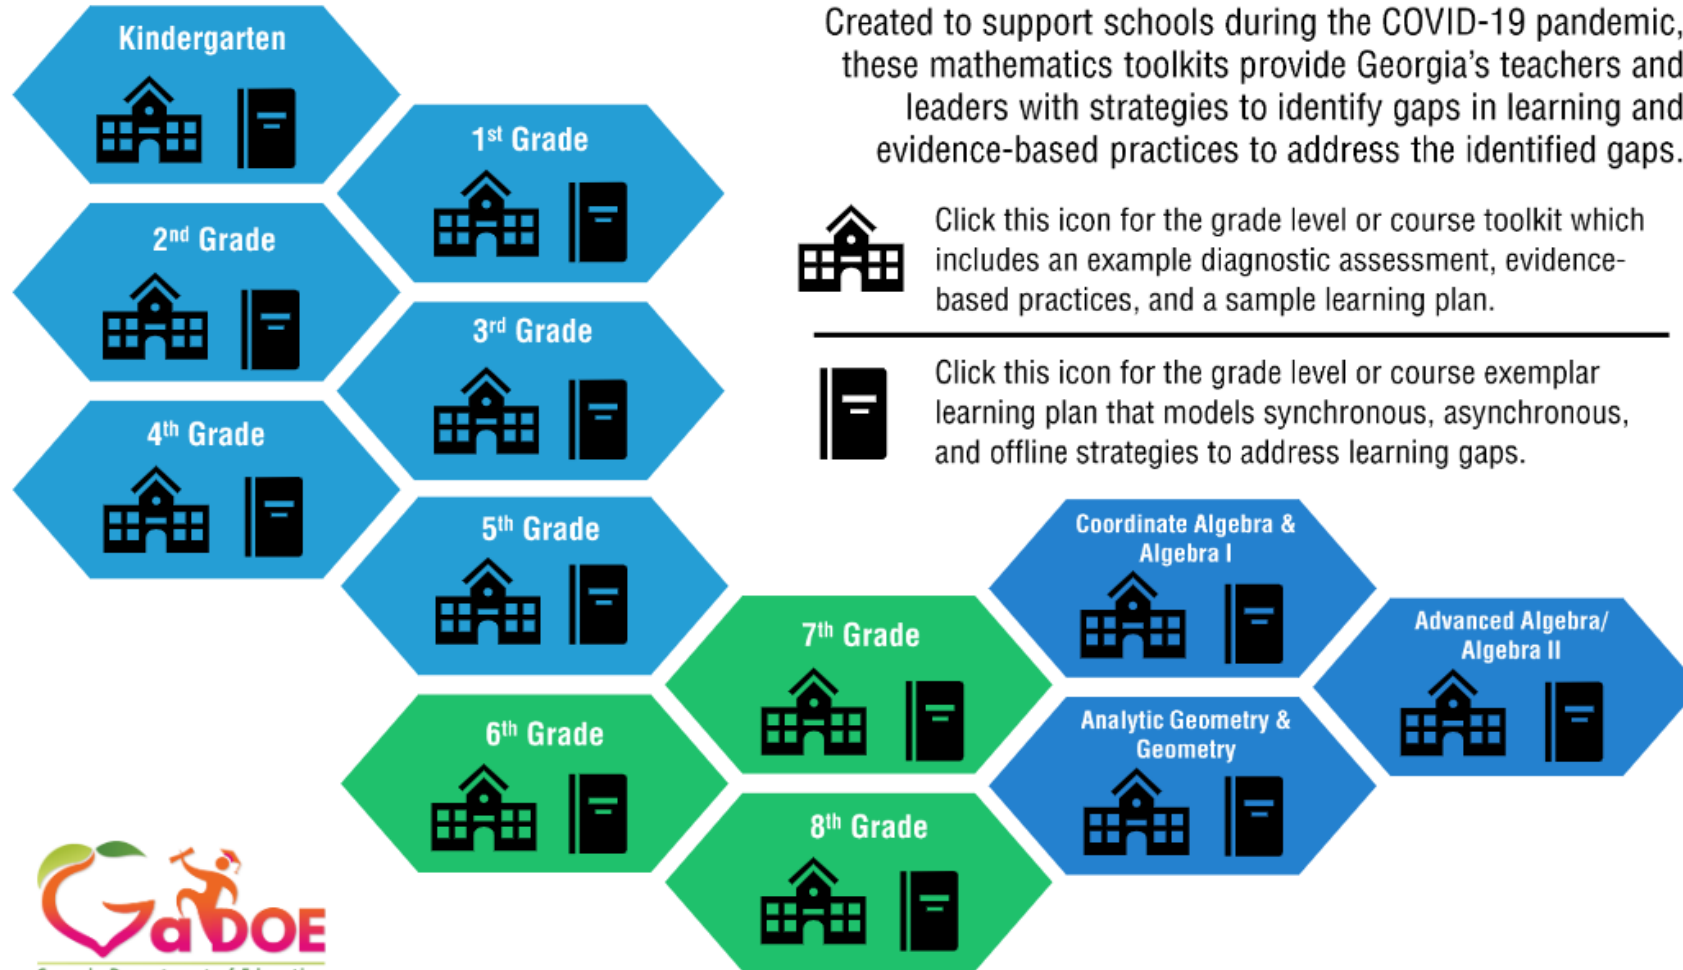 Kindergarten
1st Grade
2nd Grade
3rd Grade
4th Grade
5th Grade
6th Grade
7th Grade
8th Grade
Created to support schools during the COVID-19 pandemic,
these mathematics toolkits provide Georgia's teachers and
leaders with strategies to identify gaps in learning and
evidence-based practices to address the identified gaps.
Click this icon for the grade level or course toolkit which
includes an example diagnostic assessment, evidence-
based practices, and a sample learning plan.
Click this icon for the grade level or course exemplar
learning plan that models synchronous, asynchronous,
and offline strategies to address learning gaps.
Coordinate Algebra &
Algebra I
Advanced Algebra/
Algebra II
Analytic Geometry &
Geometry
GaDOE